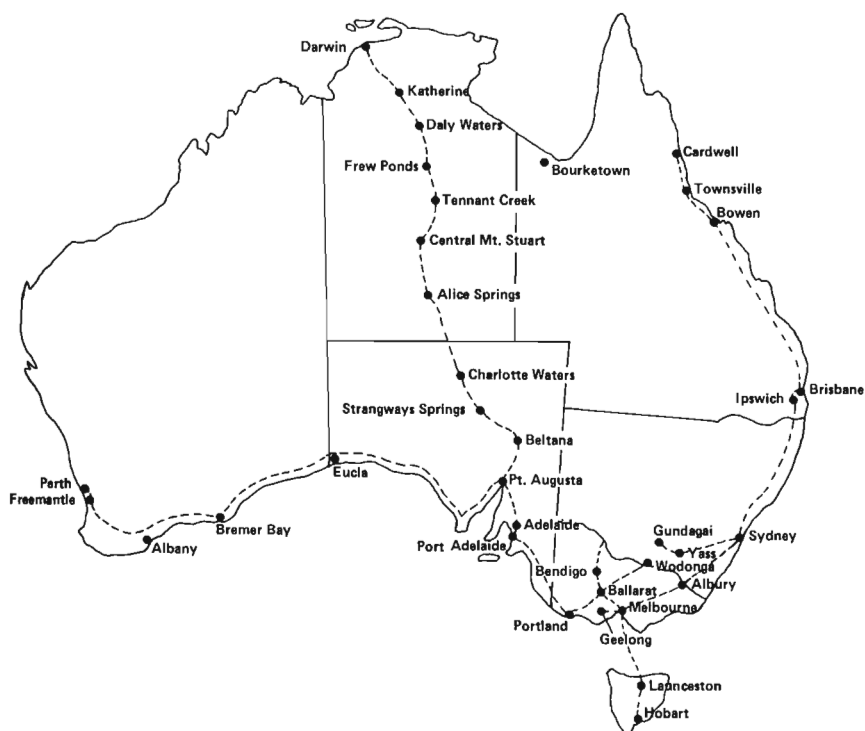 Darwin
Katherine
Daly Waters
Cardwell
Frew Ponds
Bourketown
Townsville
Tennant Creek
Bowen
Central Mt. Stuart
Alice Springs
Charlotte Waters
Brisbane
Ipswich
Strangways Springs
Beltana
Eucla
Pt. Augusta
Perth
Freemantle
Bremer Bay
Adelaide
Gundagai
Sydney
Albany
Port Adelaide
Yass
Wodonga
Bendigo
Albury
Ballarat
Melbourne
Portland
Geelong
Launceston
Hobart